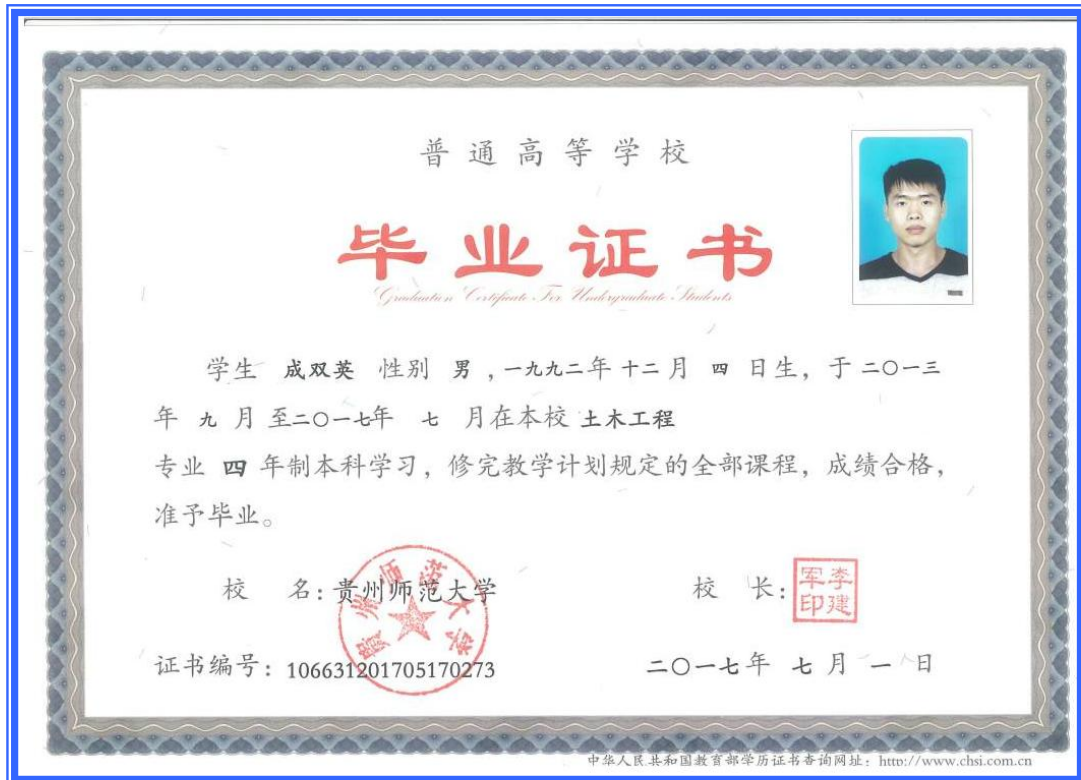 普通高等学校
毕业证书
Graduation Certificate For Undergraduate Students
学生 成双英 性别 男 ,一九九二年 十二 月 四 日生, 于 二〇一三
年 九 月 至二〇一七年 七 月在本校 土木工程
专业 四 年制本科学习, 修完教学计划规定的全部课程, 成绩合格,
准予毕业。
校 名: 贵州师范大学
贵州师范大学
校 长:
李建军印
证书编号: 106631201705170273
二〇一七年 七 月 一 日
中华人民共和国教育部学历证书查询网址: http://www.chsi.com.cn